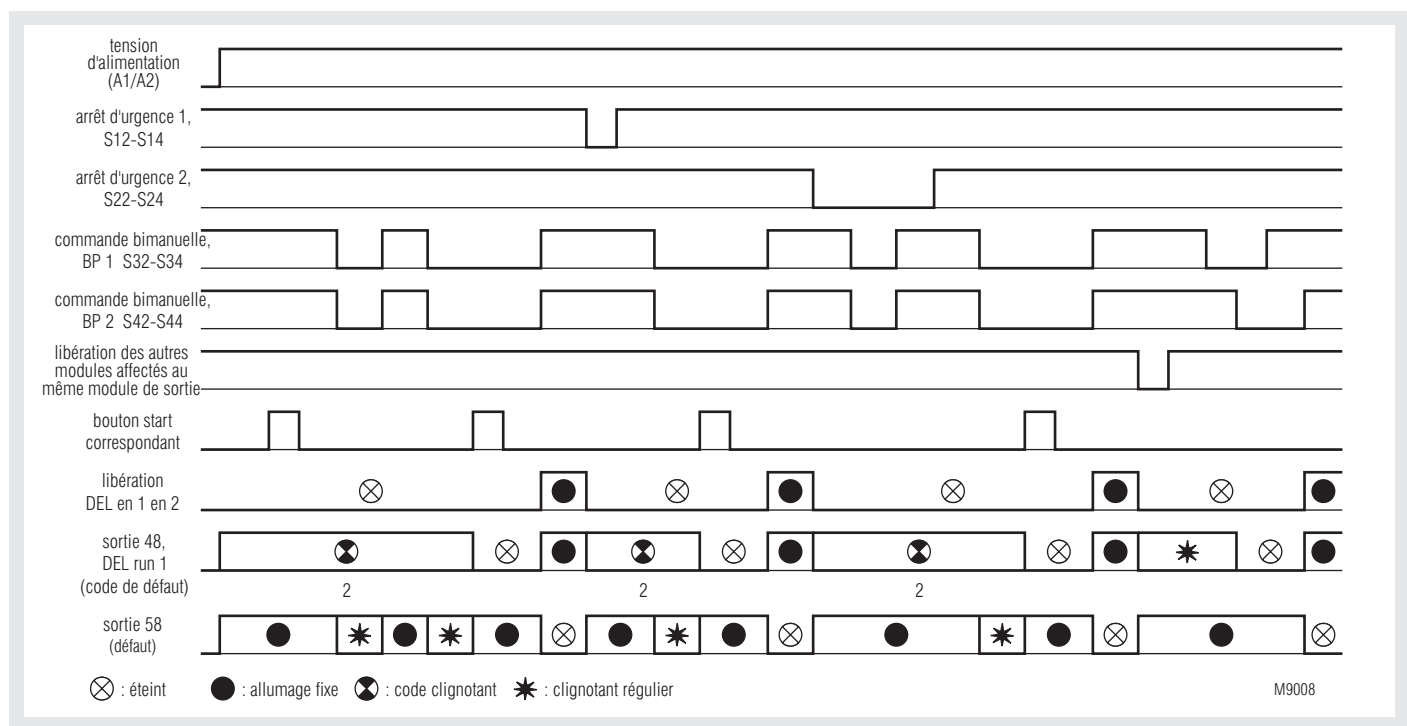 tension
d'alimentation
(A1/A2)
arrêt d'urgence 1,
S12-S14
arrêt d'urgence 2,
S22-S24
commande bimanuelle,
BP 1 S32-S34
commande bimanuelle,
BP 2 S42-S44
libération des autres
modules affectés au
même module de sortie
bouton start
correspondant
libération
DEL en 1 en 2
sortie 48,
DEL run 1
(code de défaut)
2 2 2
sortie 58
(défaut)
: éteint : allumage fixe : code clignotant : clignotant régulier
M9008